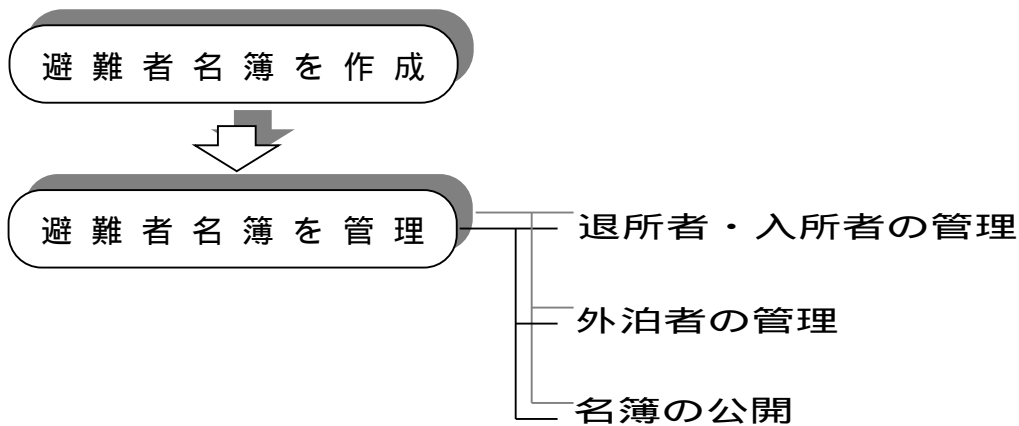 避難者名簿を作成
避難者名簿を管理
退所者・入所者の管理
外泊者の管理
名簿の公開